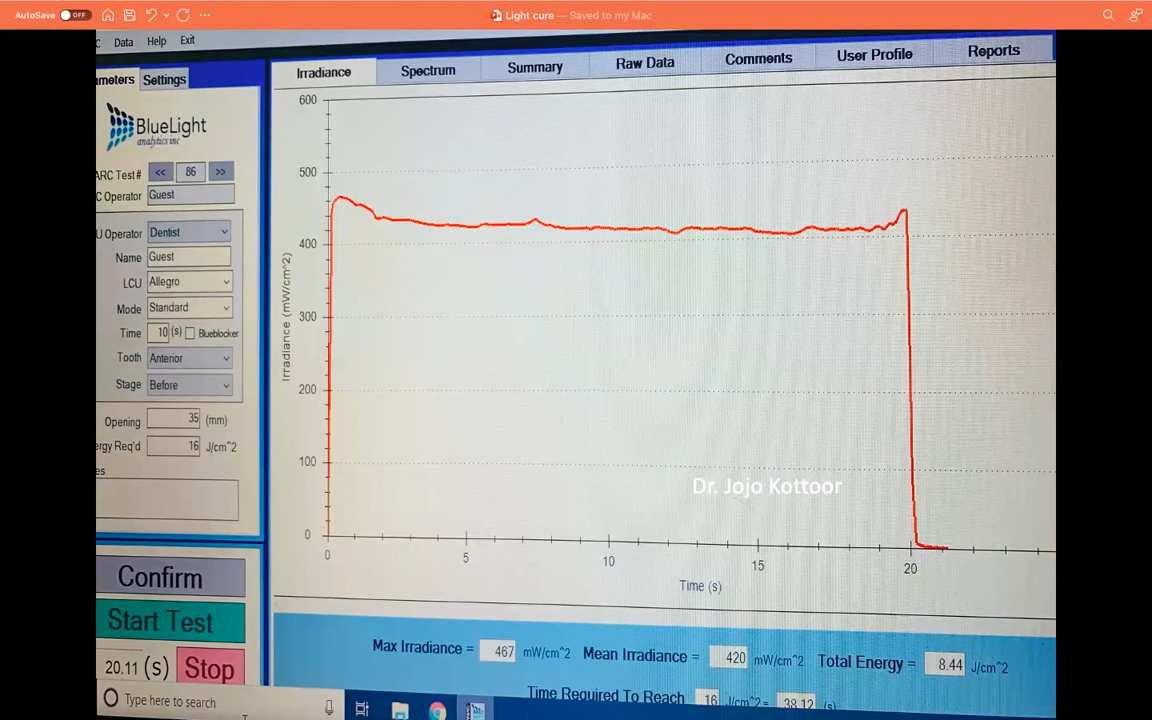 AutoSave OFF
Light cure — Saved to my Mac
Data Help Exit
Settings
BlueLight
analytics inc
ARC Test# << 86 >>
Operator Guest
Operator Dentist
Name Guest
LCU Allegro
Mode Standard
Time 10 (s) Blueblocker
Tooth Anterior
Stage Before
Opening 35 (mm)
Req'd 16 J/cm^2
Confirm
Start Test
20.11 (s) Stop
Type here to search
Irradiance Spectrum Summary Raw Data Comments User Profile Reports
600
500
400
300
200
100
0
Irradiance (mW/cm^2)
0 5 10 15 20
Time (s)
Dr. Jojo Kottoor
Max Irradiance = 467 mW/cm^2 Mean Irradiance = 420 mW/cm^2 Total Energy = 8.44 J/cm^2
Time Required To Reach 16 J/cm^2 = 38.12 (s)